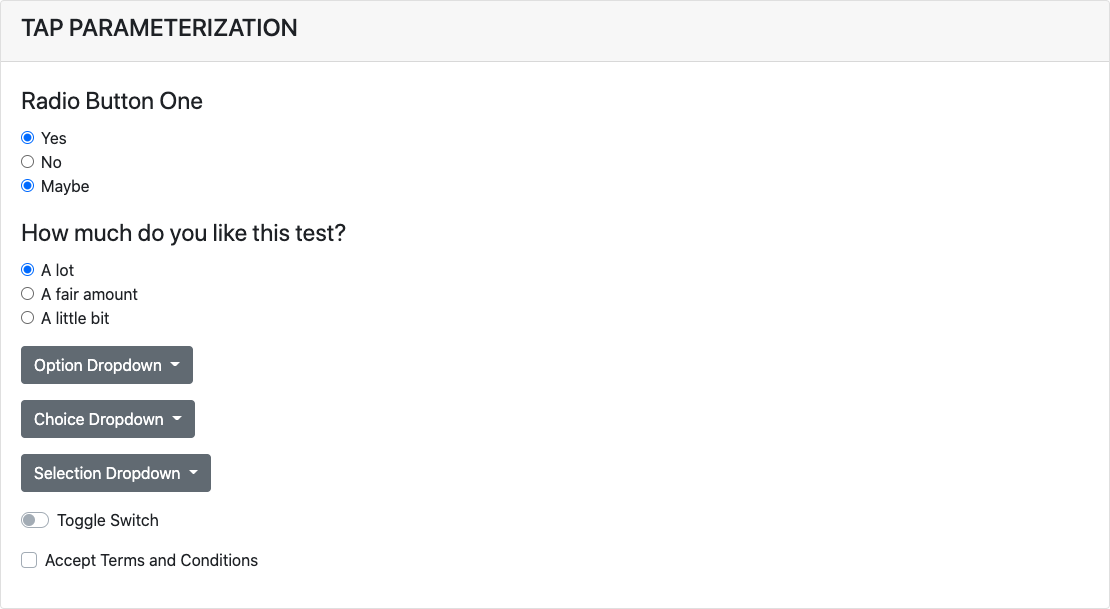 TAP PARAMETERIZATION
Radio Button One
Yes
No
Maybe
How much do you like this test?
A lot
A fair amount
A little bit
Option Dropdown
Choice Dropdown
Selection Dropdown
Toggle Switch
Accept Terms and Conditions